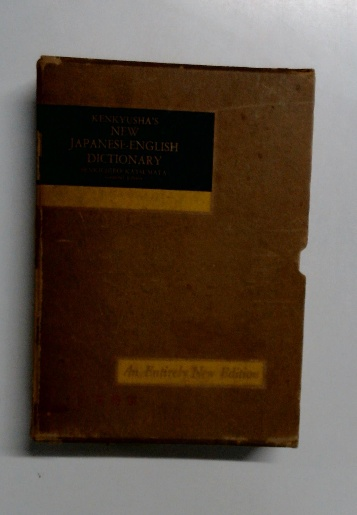 KENKYUSHA'S
NEW
JAPANESE-ENGLISH
DICTIONARY
An Entirely New Edition